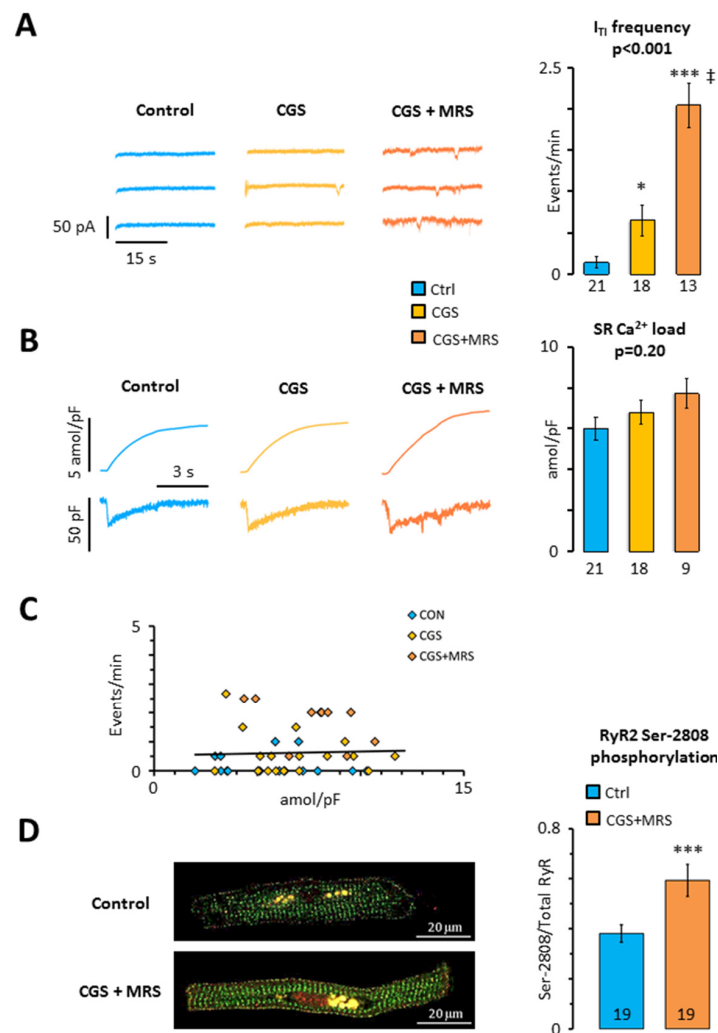 A
I_TI frequency
p<0.001
Control
CGS
CGS + MRS
50 pA
15 s
Events/min
2.5
0
*
*** ‡
21
18
13
Ctrl
CGS
CGS+MRS
B
SR Ca²⁺ load
p=0.20
Control
CGS
CGS + MRS
5 amol/pF
3 s
50 pF
amol/pF
10
0
21
18
9
C
CON
CGS
CGS+MRS
Events/min
5
0
0
15
amol/pF
RyR2 Ser-2808
phosphorylation
Ctrl
CGS+MRS
D
Control
20 µm
CGS + MRS
20 µm
Ser-2808/Total RyR
0.8
0
***
19
19